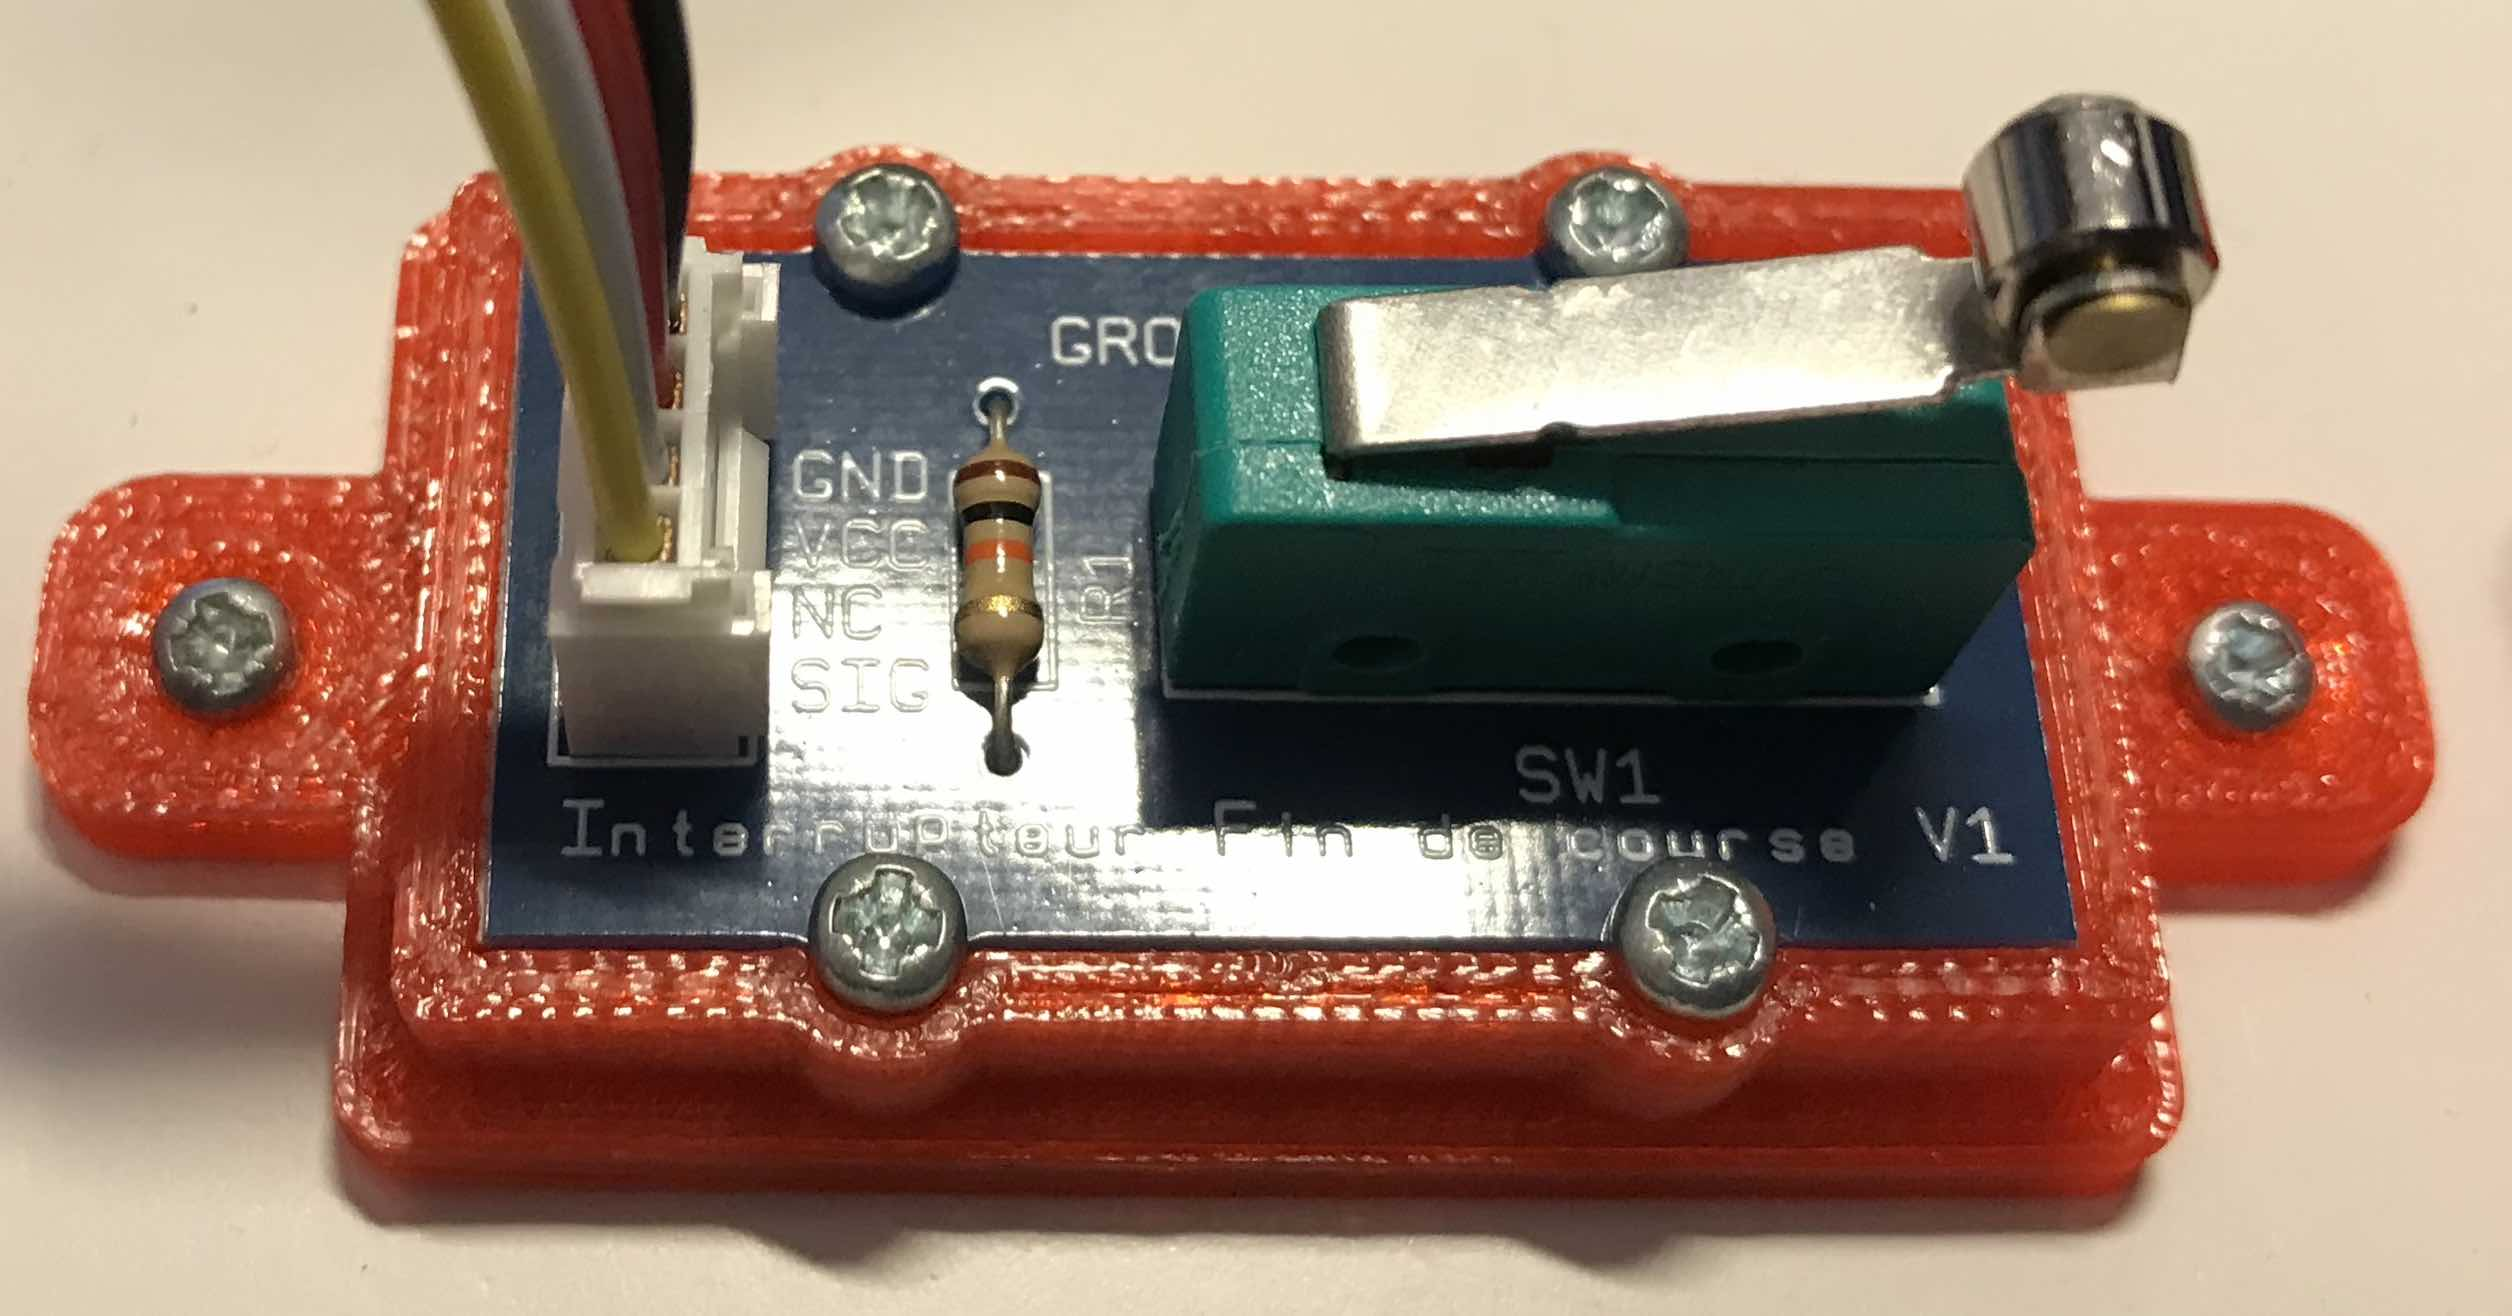 GRO
GND
VCC
NC
SIG
R1
SW1
Interrupteur Fin de course V1